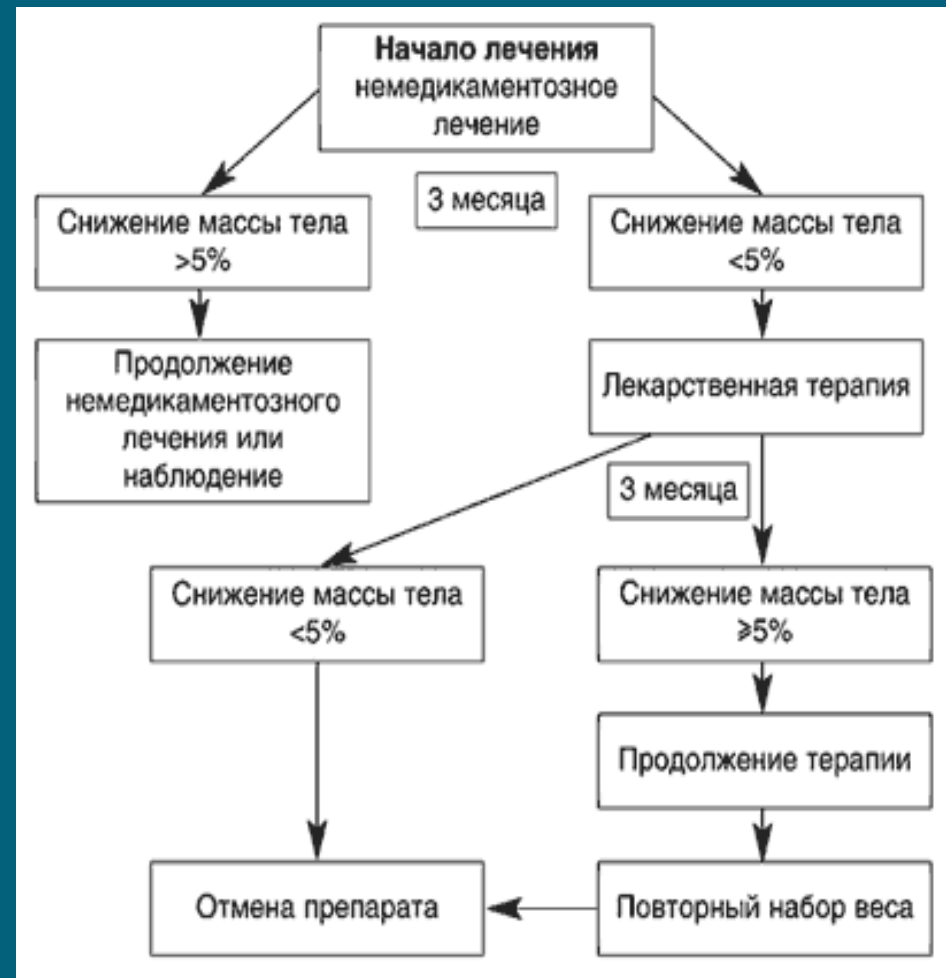 Начало лечения
немедикаментозное
лечение
3 месяца
Снижение массы тела
>5%
Снижение массы тела
<5%
Продолжение
немедикаментозного
лечения или
наблюдение
Лекарственная терапия
3 месяца
Снижение массы тела
<5%
Снижение массы тела
⩾5%
Продолжение терапии
Отмена препарата
Повторный набор веса